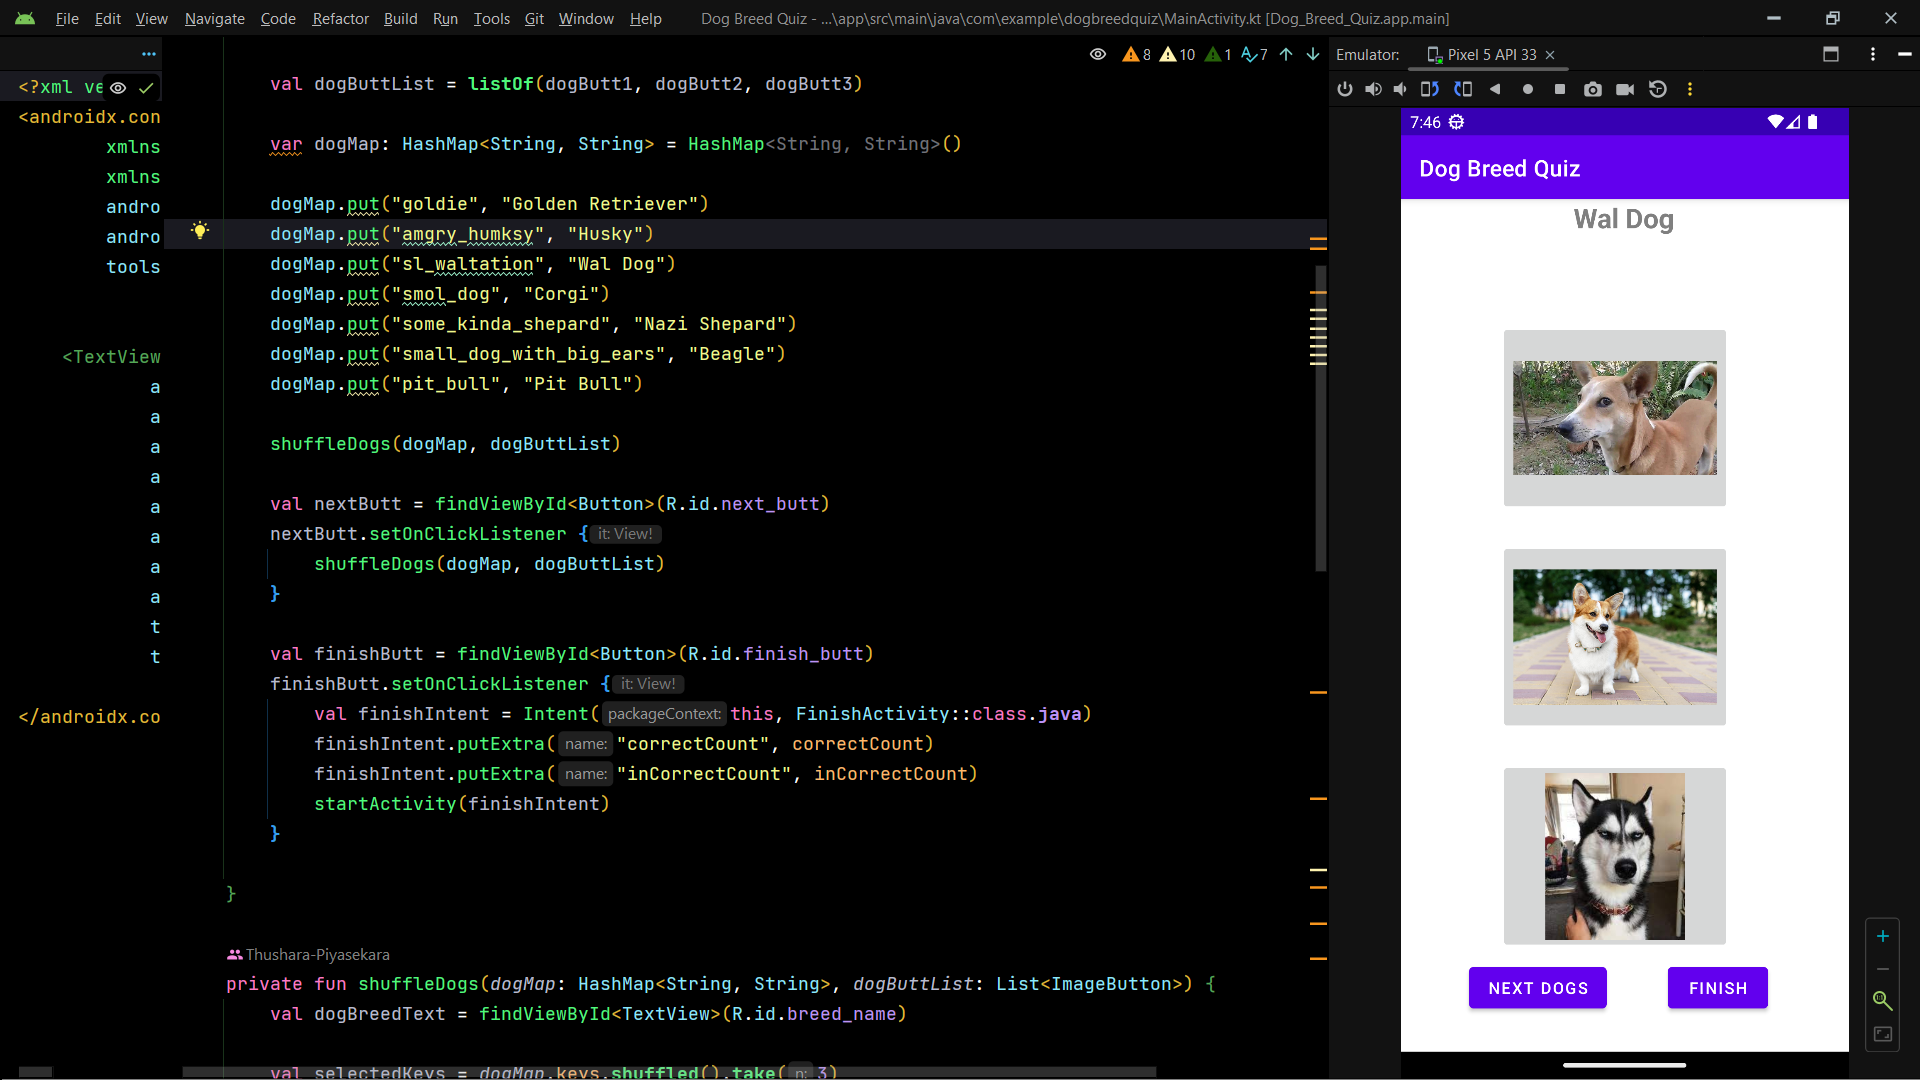 File Edit View Navigate Code Refactor Build Run Tools Git Window Help Dog Breed Quiz - ...\app\src\main\java\com\example\dogbreedquiz\MainActivity.kt [Dog_Breed_Quiz.app.main]
<?xml ve
<androidx.con
xmlns
xmlns
andro
andro
tools
<TextView
a
a
a
a
a
a
a
a
t
t
</androidx.co
8 10 1 7
val dogButtList = listOf(dogButt1, dogButt2, dogButt3)
var dogMap: HashMap<String, String> = HashMap<String, String>()
dogMap.put("goldie", "Golden Retriever")
dogMap.put("amgry_humksy", "Husky")
dogMap.put("sl_waltation", "Wal Dog")
dogMap.put("smol_dog", "Corgi")
dogMap.put("some_kinda_shepard", "Nazi Shepard")
dogMap.put("small_dog_with_big_ears", "Beagle")
dogMap.put("pit_bull", "Pit Bull")
shuffleDogs(dogMap, dogButtList)
val nextButt = findViewById<Button>(R.id.next_butt)
nextButt.setOnClickListener { it: View!
shuffleDogs(dogMap, dogButtList)
}
val finishButt = findViewById<Button>(R.id.finish_butt)
finishButt.setOnClickListener { it: View!
val finishIntent = Intent( packageContext: this, FinishActivity::class.java)
finishIntent.putExtra( name: "correctCount", correctCount)
finishIntent.putExtra( name: "inCorrectCount", inCorrectCount)
startActivity(finishIntent)
}
}
Thushara-Piyasekara
private fun shuffleDogs(dogMap: HashMap<String, String>, dogButtList: List<ImageButton>) {
val dogBreedText = findViewById<TextView>(R.id.breed_name)
val selectedKeys = dogMap.keys.shuffled().take( n: 3)
Emulator: Pixel 5 API 33
7:46
Dog Breed Quiz
Wal Dog
NEXT DOGS FINISH